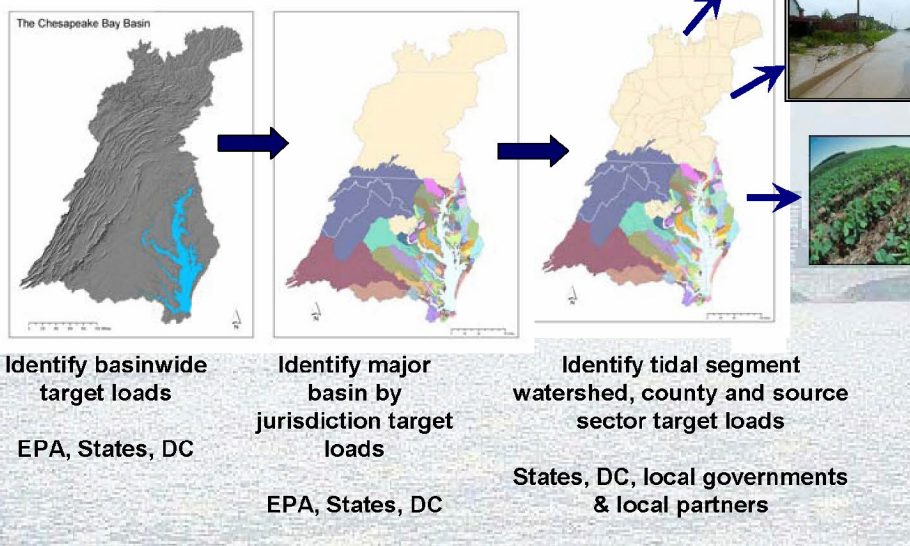 The Chesapeake Bay Basin
N
N
N
Identify basinwide
target loads
EPA, States, DC
Identify major
basin by
jurisdiction target
loads
EPA, States, DC
Identify tidal segment
watershed, county and source
sector target loads
States, DC, local governments
& local partners